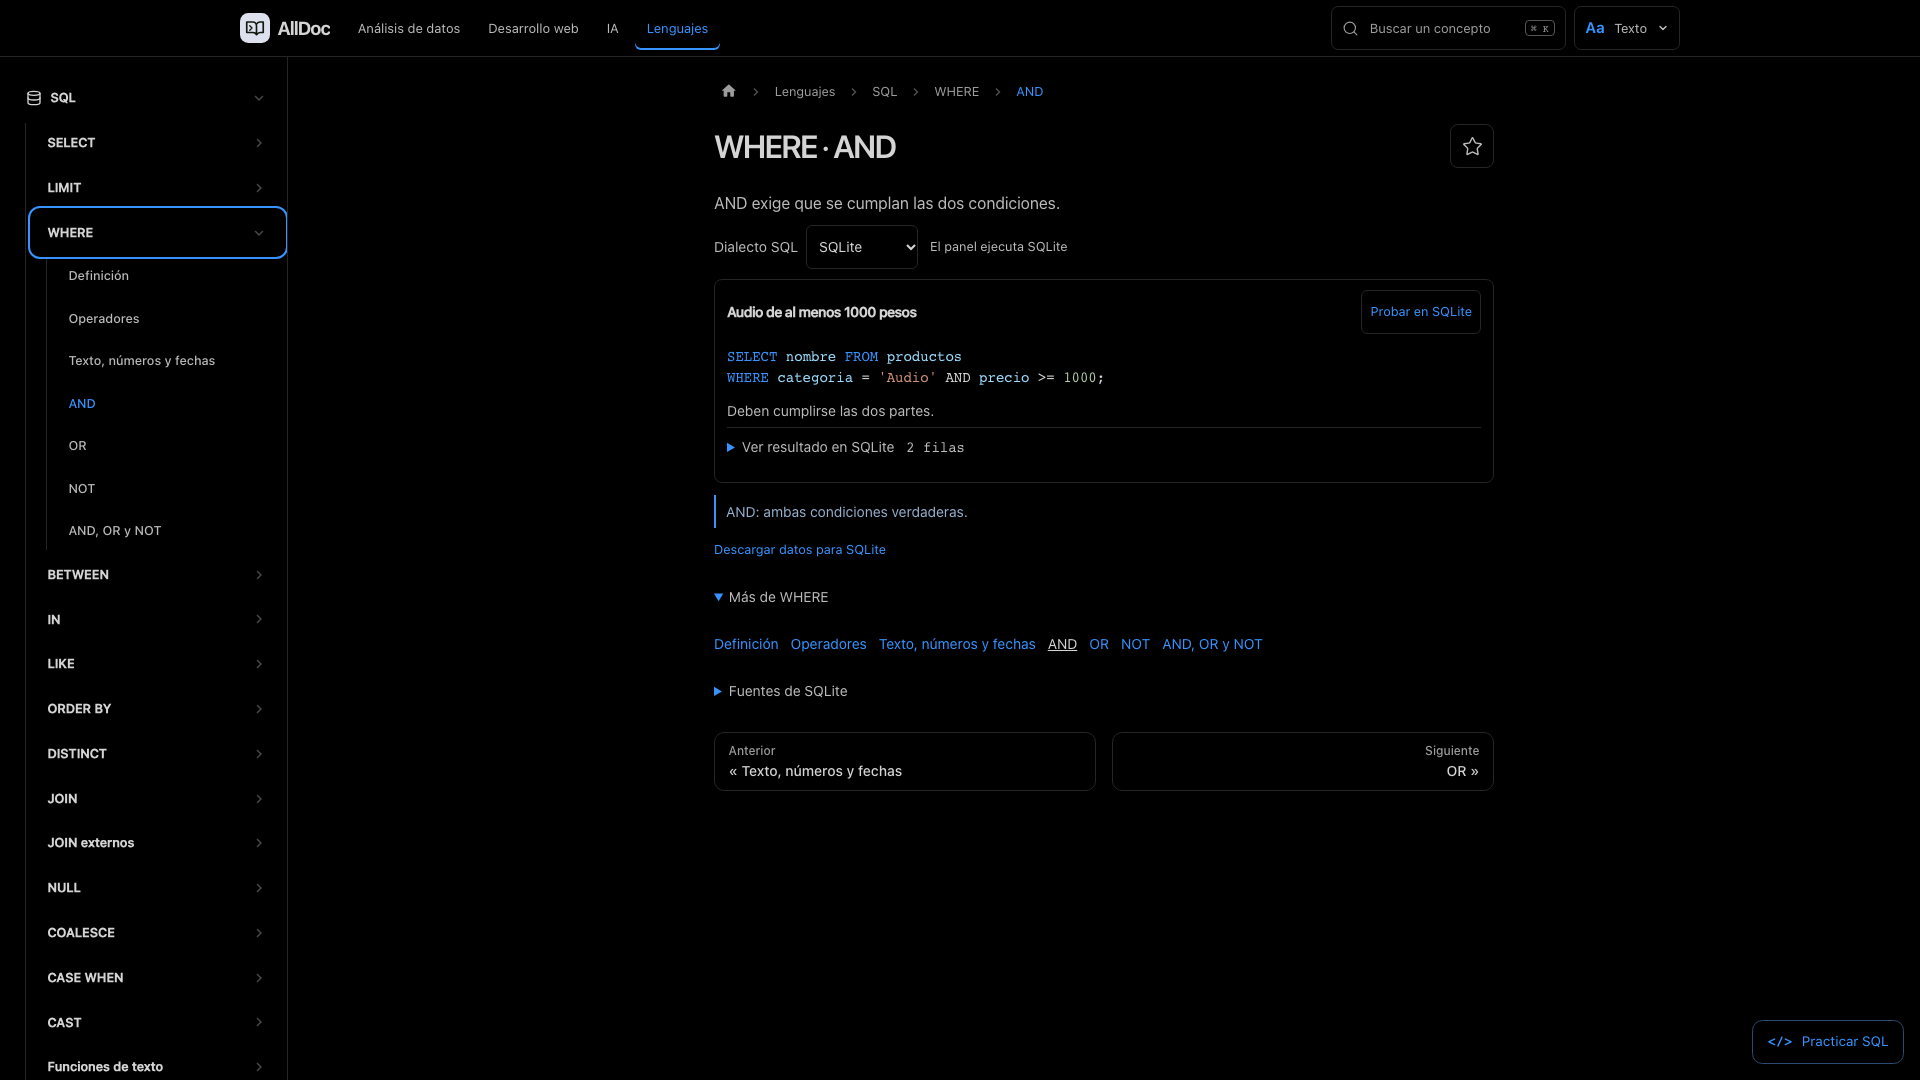 AllDoc
Análisis de datos
Desarrollo web
IA
Lenguajes
Buscar un concepto
⌘ K
Aa Texto
SQL
SELECT
LIMIT
WHERE
Definición
Operadores
Texto, números y fechas
AND
OR
NOT
AND, OR y NOT
BETWEEN
IN
LIKE
ORDER BY
DISTINCT
JOIN
JOIN externos
NULL
COALESCE
CASE WHEN
CAST
Funciones de texto
Lenguajes > SQL > WHERE > AND
WHERE · AND
AND exige que se cumplan las dos condiciones.
Dialecto SQL SQLite El panel ejecuta SQLite
Audio de al menos 1000 pesos
Probar en SQLite
SELECT nombre FROM productos
WHERE categoria = 'Audio' AND precio >= 1000;
Deben cumplirse las dos partes.
Ver resultado en SQLite 2 filas
AND: ambas condiciones verdaderas.
Descargar datos para SQLite
Más de WHERE
Definición Operadores Texto, números y fechas AND OR NOT AND, OR y NOT
Fuentes de SQLite
Anterior
« Texto, números y fechas
Siguiente
OR »
</> Practicar SQL